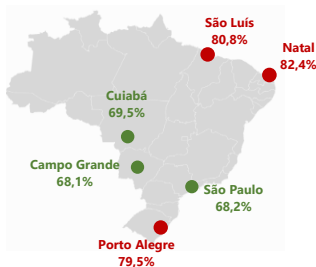 São Luís
80,8%
Natal
82,4%
Cuiabá
69,5%
Campo Grande
68,1%
São Paulo
68,2%
Porto Alegre
79,5%